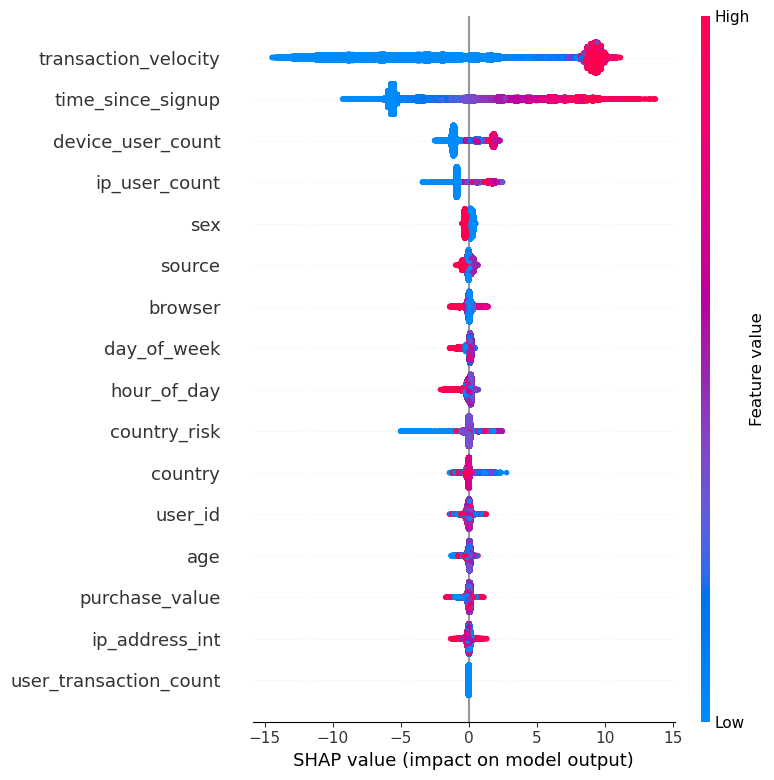 High
transaction_velocity
time_since_signup
device_user_count
ip_user_count
sex
source
browser
day_of_week
hour_of_day
country_risk
country
user_id
age
purchase_value
ip_address_int
user_transaction_count
Feature value
Low
−15 −10 −5 0 5 10 15
SHAP value (impact on model output)